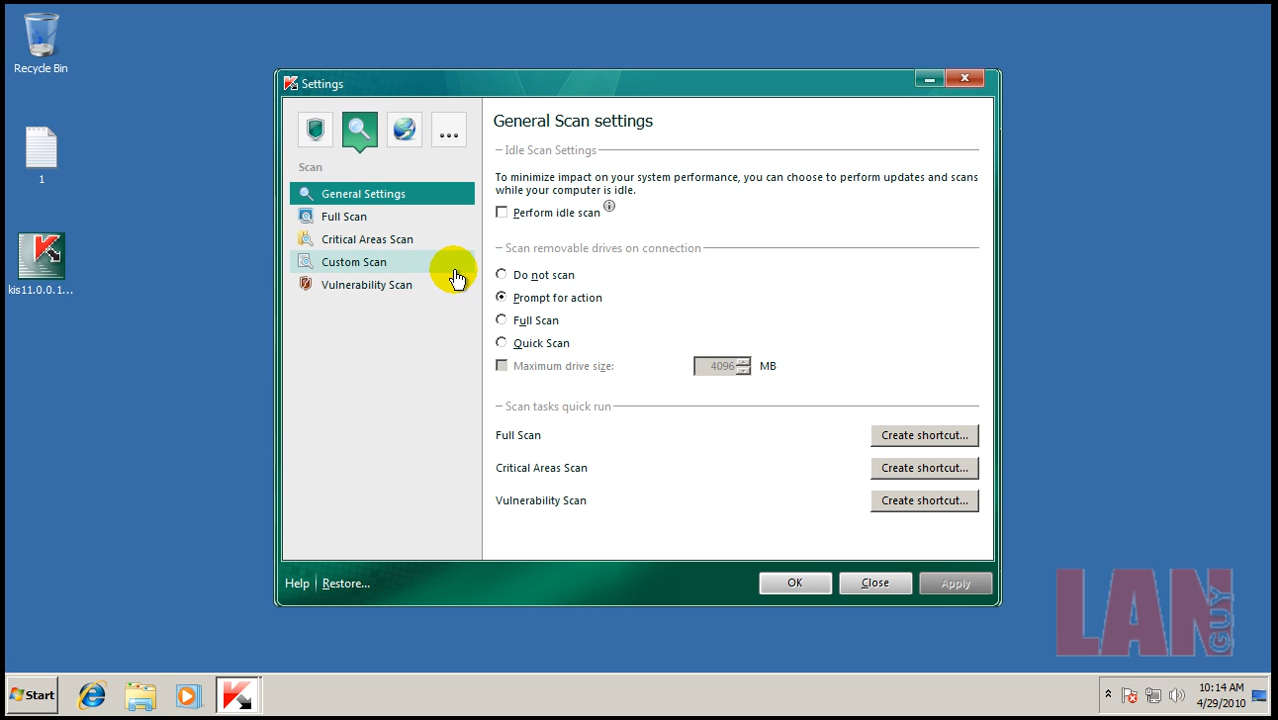 Recycle Bin
1
kis11.0.0.1...
Settings
Scan
General Settings
Full Scan
Critical Areas Scan
Custom Scan
Vulnerability Scan
General Scan settings
Idle Scan Settings
To minimize impact on your system performance, you can choose to perform updates and scans
while your computer is idle.
Perform idle scan
Scan removable drives on connection
Do not scan
Prompt for action
Full Scan
Quick Scan
Maximum drive size: 4096 MB
Scan tasks quick run
Full Scan Create shortcut...
Critical Areas Scan Create shortcut...
Vulnerability Scan Create shortcut...
Help Restore... OK Close Apply
LAN GUY
Start
10:14 AM
4/29/2010